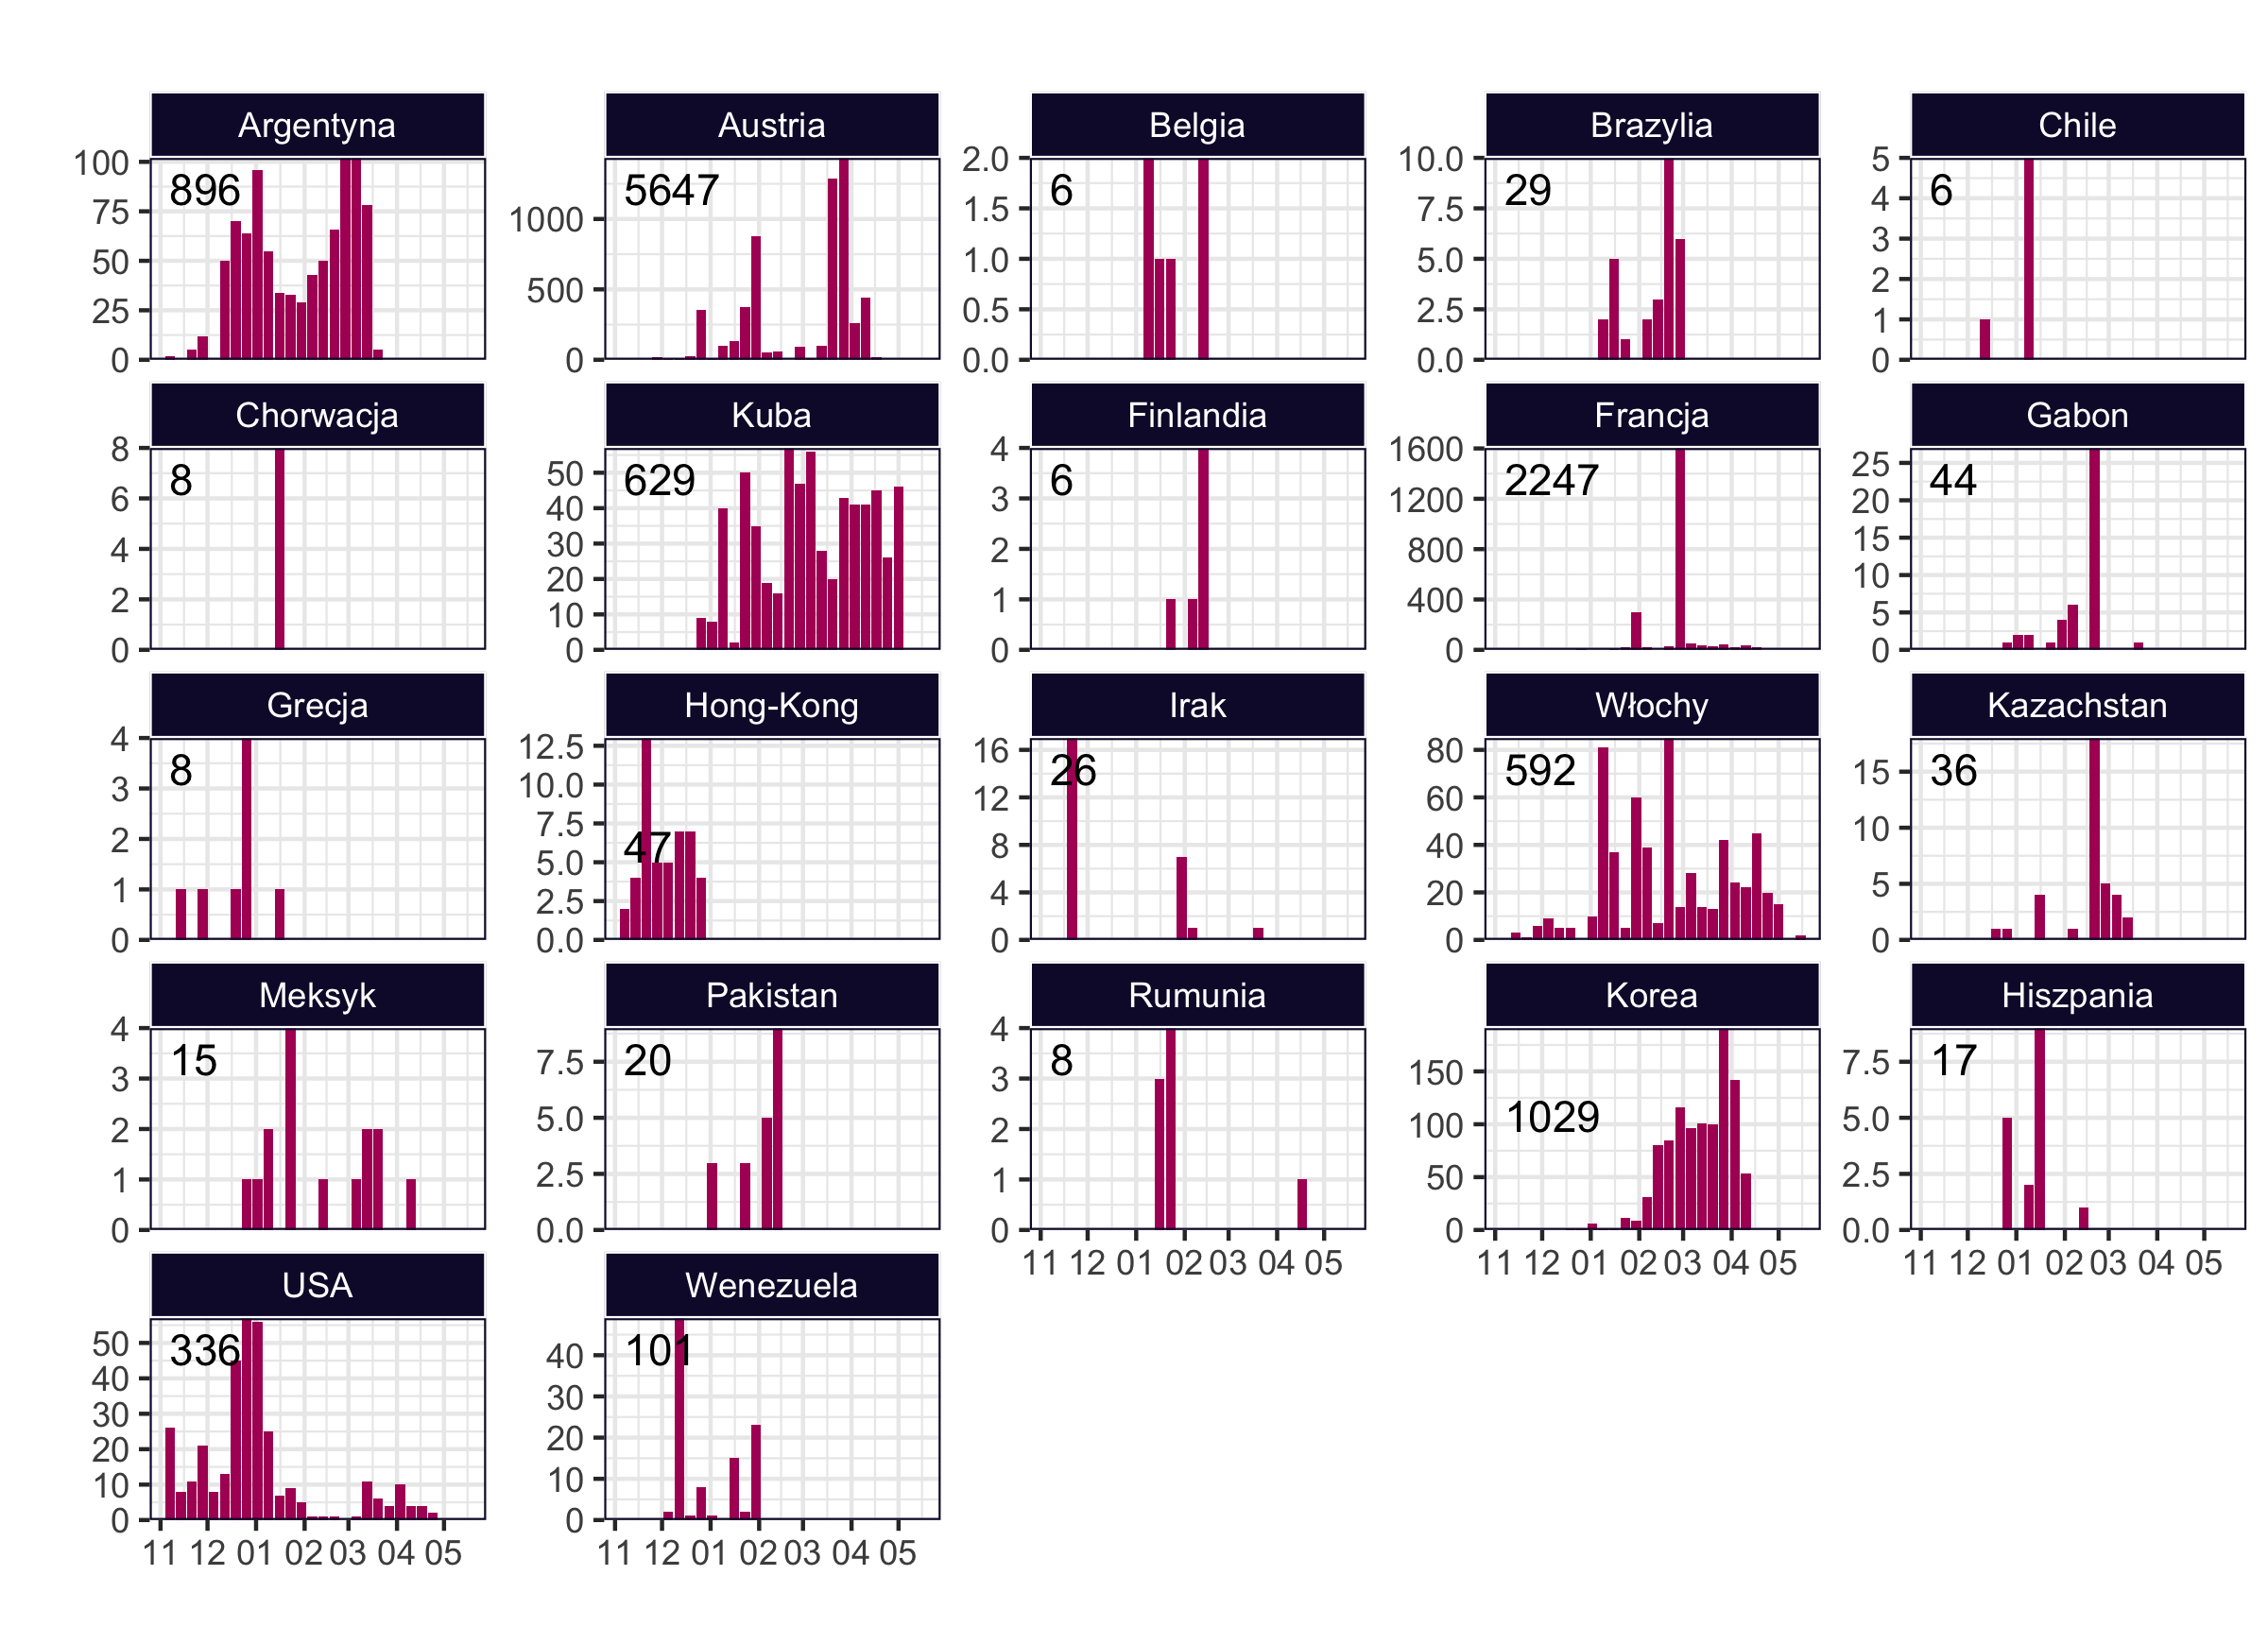 Argentyna Austria Belgia Brazylia Chile
100 75 50 25 0 896
1000 500 0 5647
2.0 1.5 1.0 0.5 0.0 6
10.0 7.5 5.0 2.5 0.0 29
5 4 3 2 1 0 6
Chorwacja Kuba Finlandia Francja Gabon
8 6 4 2 0 8
50 40 30 20 10 0 629
4 3 2 1 0 6
1600 1200 800 400 0 2247
25 20 15 10 5 0 44
Grecja Hong-Kong Irak Włochy Kazachstan
4 3 2 1 0 8
12.5 10.0 7.5 5.0 2.5 0.0 47
16 12 8 4 0 26
80 60 40 20 0 592
15 10 5 0 36
Meksyk Pakistan Rumunia Korea Hiszpania
4 3 2 1 0 15
7.5 5.0 2.5 0.0 20
4 3 2 1 0 8
150 100 50 0 1029
7.5 5.0 2.5 0.0 17
11 12 01 02 03 04 05
11 12 01 02 03 04 05
11 12 01 02 03 04 05
USA Wenezuela
50 40 30 20 10 0 336
40 30 20 10 0 101
11 12 01 02 03 04 05
11 12 01 02 03 04 05